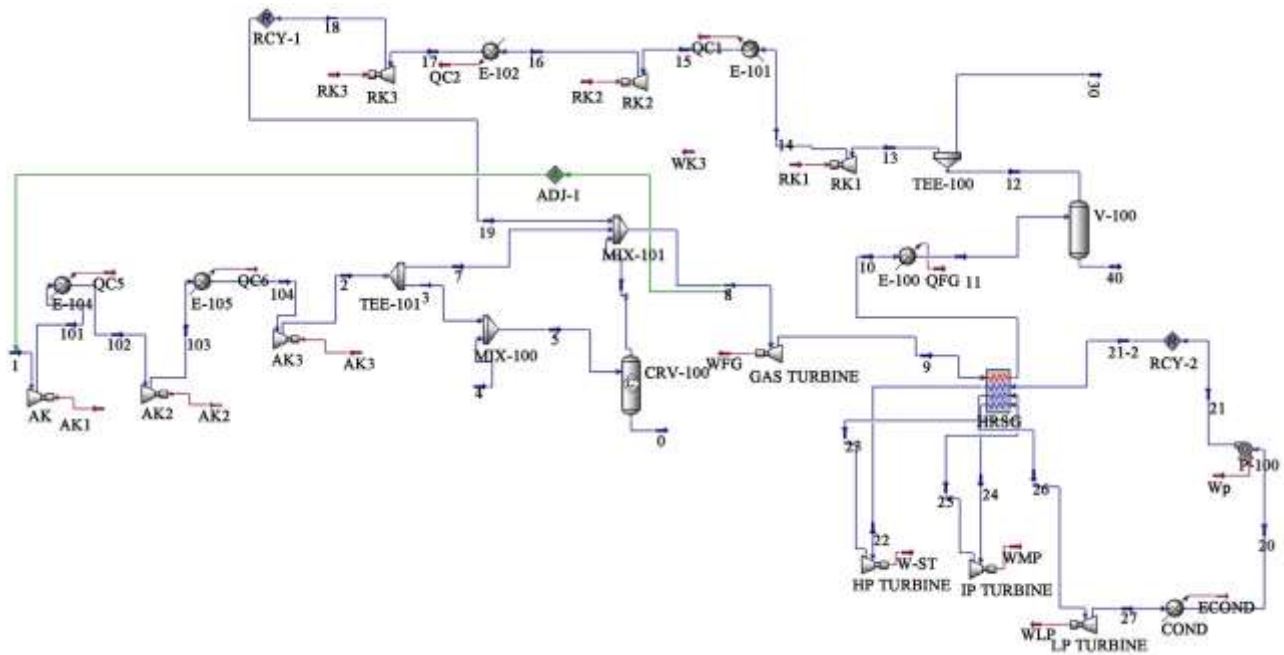 RCY-1
18
RK3
RK3
17
QC2
E-102
16
RK2
RK2
15
QC1
E-101
14
RK1
RK1
13
TEE-100
30
12
V-100
40
WK3
ADJ-1
19
MIX-101
8
10
E-100
QFG
11
1
AK
AK1
101
E-104
QC5
102
AK2
AK2
103
E-105
QC6
104
AK3
AK3
2
TEE-101
7
3
MIX-100
4
5
CRV-100
0
WFG
GAS TURBINE
9
HRSG
21-2
RCY-2
21
P-100
Wp
20
23
22
HP TURBINE
W-ST
25
24
IP TURBINE
WMP
26
WLP
LP TURBINE
27
COND
ECOND